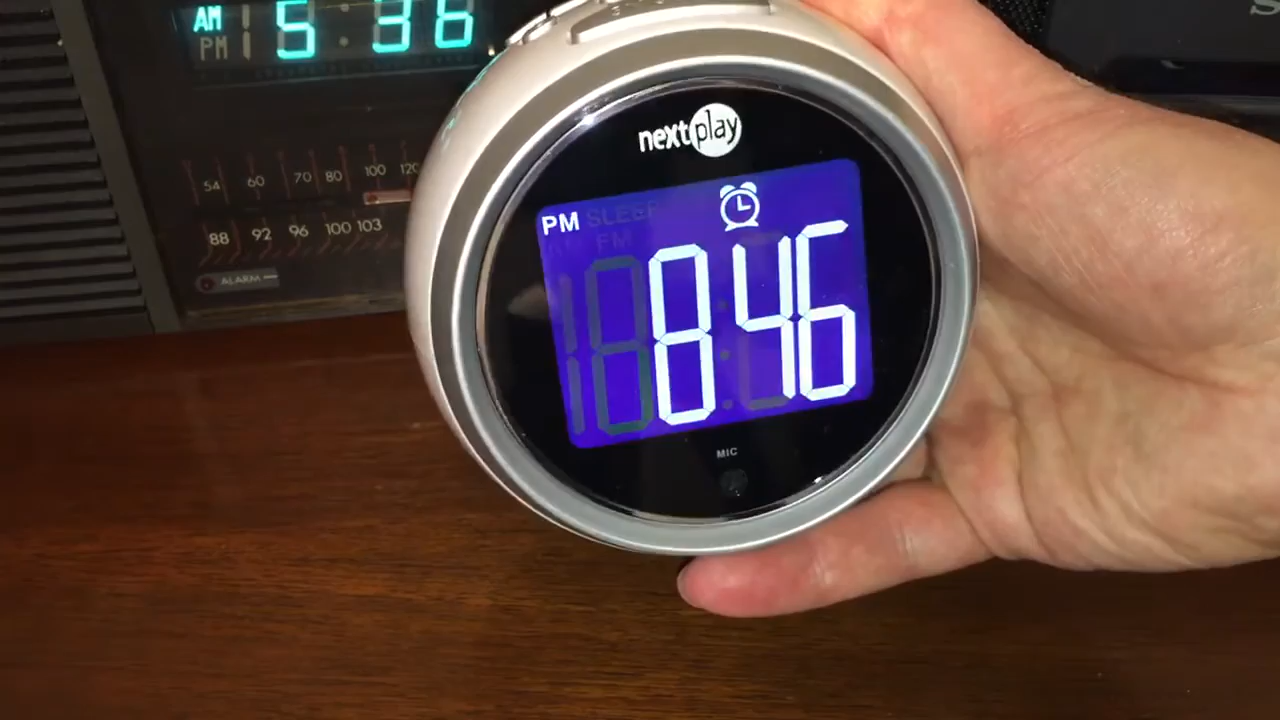 AM 5:36
PM
54 60 70 80 100 120
88 92 96 100 103
ALARM
nextplay
PM SLEEP
FM
8 46
MIC